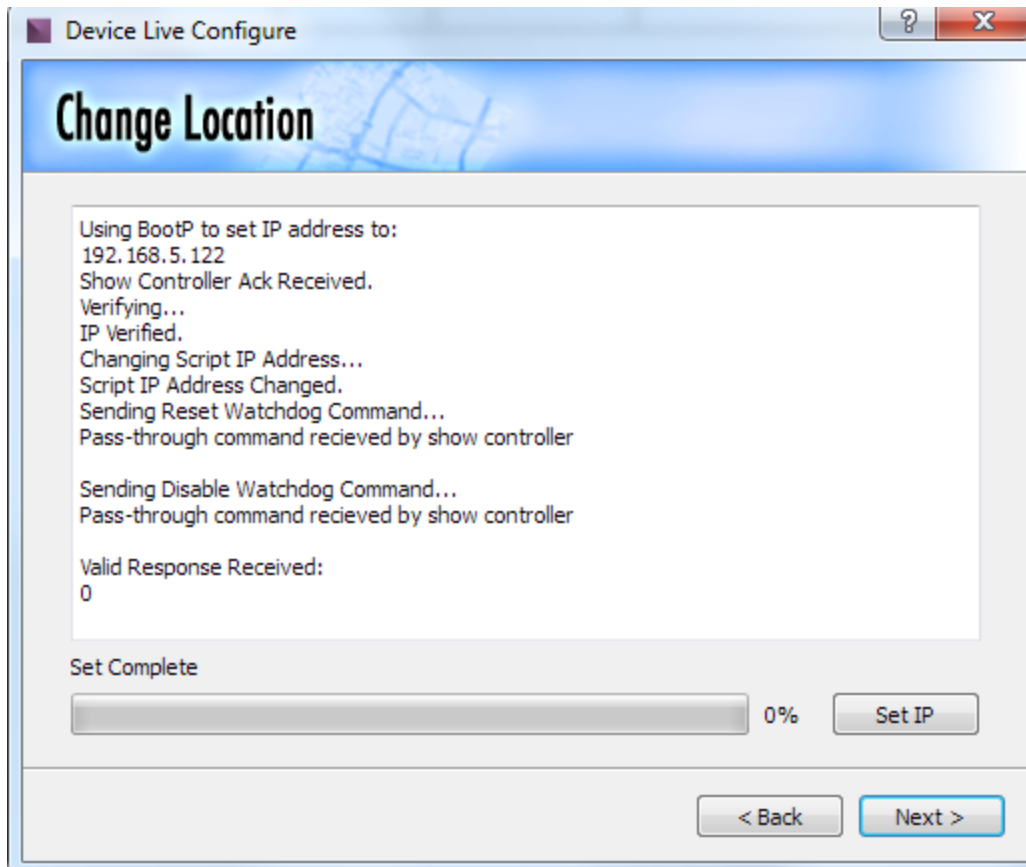 Device Live Configure
?
X
Change Location
Using BootP to set IP address to:
192.168.5.122
Show Controller Ack Received.
Verifying...
IP Verified.
Changing Script IP Address...
Script IP Address Changed.
Sending Reset Watchdog Command...
Pass-through command recieved by show controller
Sending Disable Watchdog Command...
Pass-through command recieved by show controller
Valid Response Received:
0
Set Complete
0%
Set IP
< Back
Next >